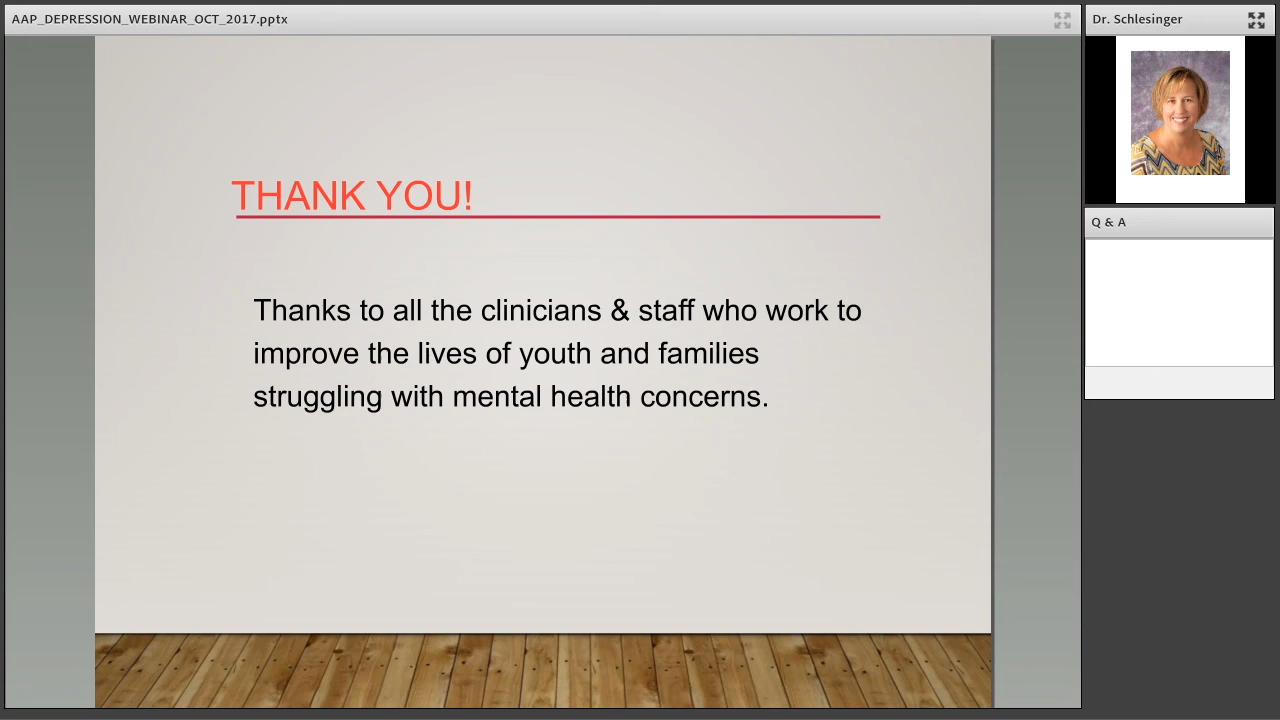 AAP_DEPRESSION_WEBINAR_OCT_2017.pptx
Dr. Schlesinger
THANK YOU!
Q & A
Thanks to all the clinicians & staff who work to
improve the lives of youth and families
struggling with mental health concerns.